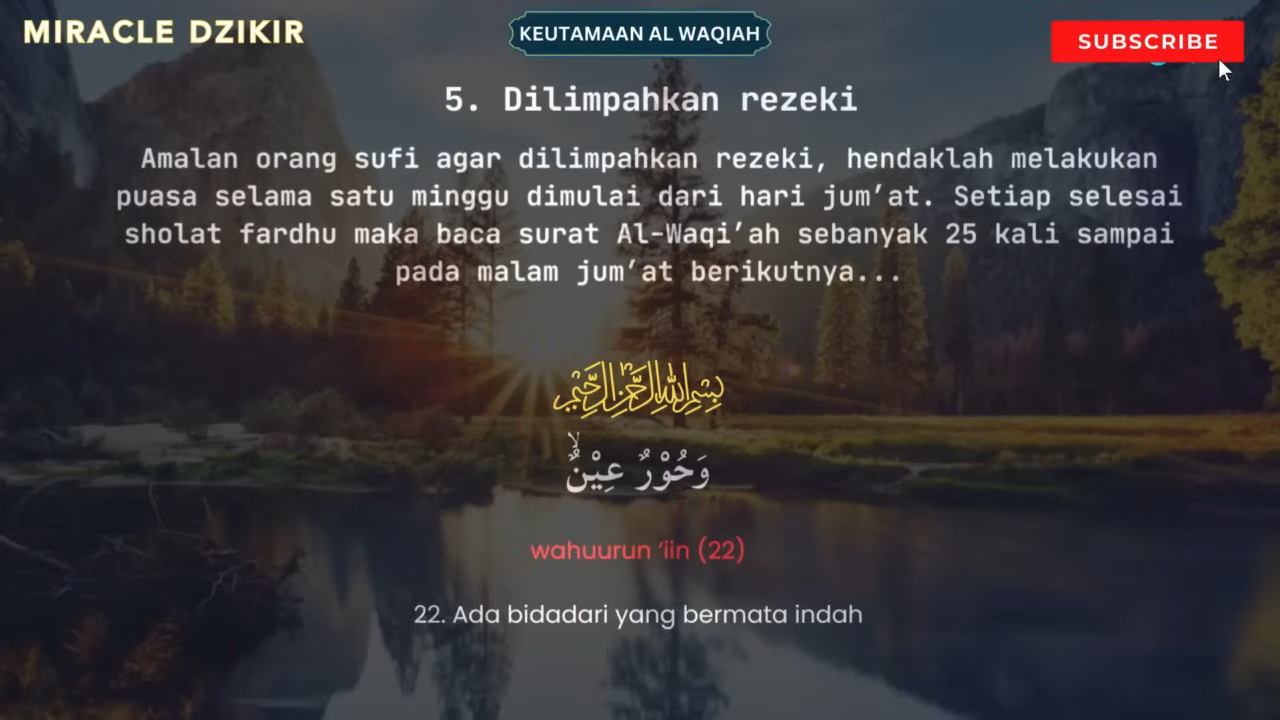 MIRACLE DZIKIR
KEUTAMAAN AL WAQIAH
SUBSCRIBE
5. Dilimpahkan rezeki
Amalan orang sufi agar dilimpahkan rezeki, hendaklah melakukan
puasa selama satu minggu dimulai dari hari jum’at. Setiap selesai
sholat fardhu maka baca surat Al-Waqi’ah sebanyak 25 kali sampai
pada malam jum’at berikutnya...
بِسْمِ اللهِ الرَّحْمٰنِ الرَّحِيْمِ
وَحُوْرٌ عِيْنٌۙ
wahuurun ‘iin (22)
22. Ada bidadari yang bermata indah